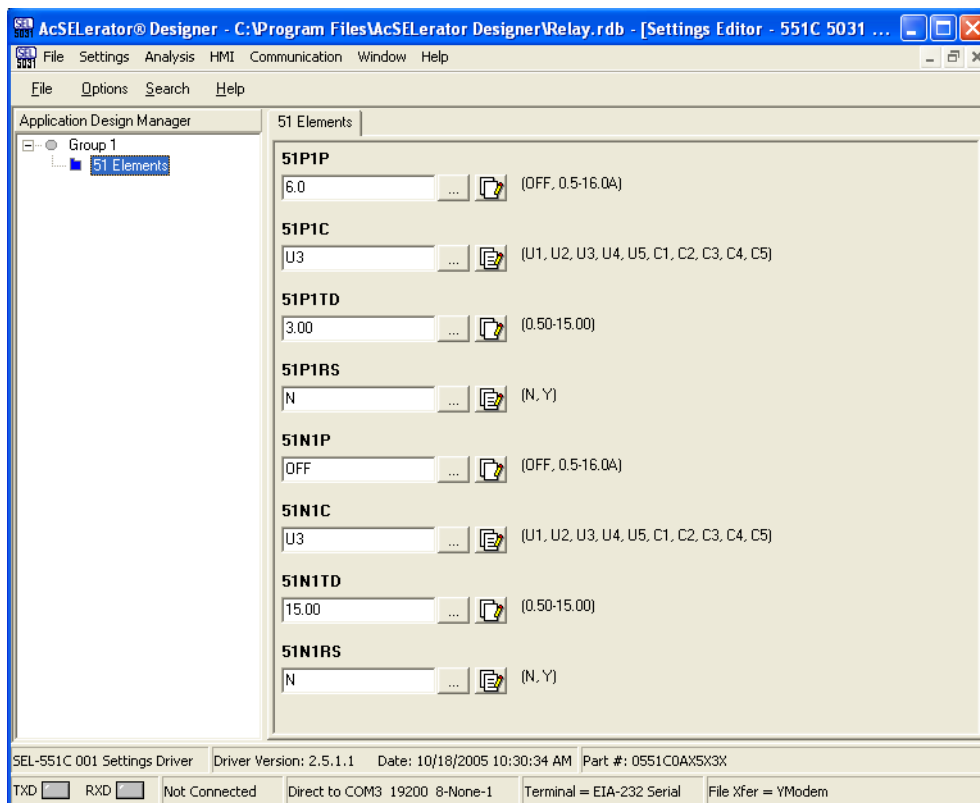 AcSELerator® Designer - C:\Program Files\AcSELerator Designer\Relay.rdb - [Settings Editor - 551C 5031 ...
SEL 5031
SEL 5031 File Settings Analysis HMI Communication Window Help
File Options Search Help
Application Design Manager
Group 1
51 Elements
51 Elements
51P1P
6.0 ... (OFF, 0.5-16.0A)
51P1C
U3 ... (U1, U2, U3, U4, U5, C1, C2, C3, C4, C5)
51P1TD
3.00 ... (0.50-15.00)
51P1RS
N ... (N, Y)
51N1P
OFF ... (OFF, 0.5-16.0A)
51N1C
U3 ... (U1, U2, U3, U4, U5, C1, C2, C3, C4, C5)
51N1TD
15.00 ... (0.50-15.00)
51N1RS
N ... (N, Y)
SEL-551C 001 Settings Driver Driver Version: 2.5.1.1 Date: 10/18/2005 10:30:34 AM Part #: 0551C0AX5X3X
TXD RXD Not Connected Direct to COM3 19200 8-None-1 Terminal = EIA-232 Serial File Xfer = YModem